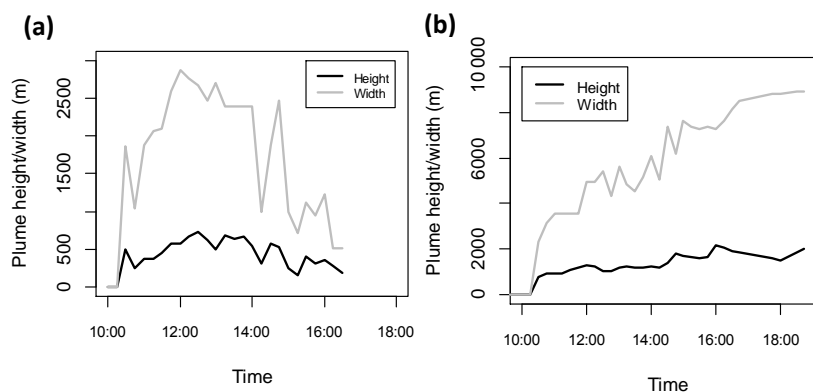 (a)
Plume height/width (m)
2500
1500
500
0
Height
Width
10:00 12:00 14:00 16:00 18:00
Time
(b)
Plume height/width (m)
10 000
6000
2000
0
Height
Width
10:00 12:00 14:00 16:00 18:00
Time